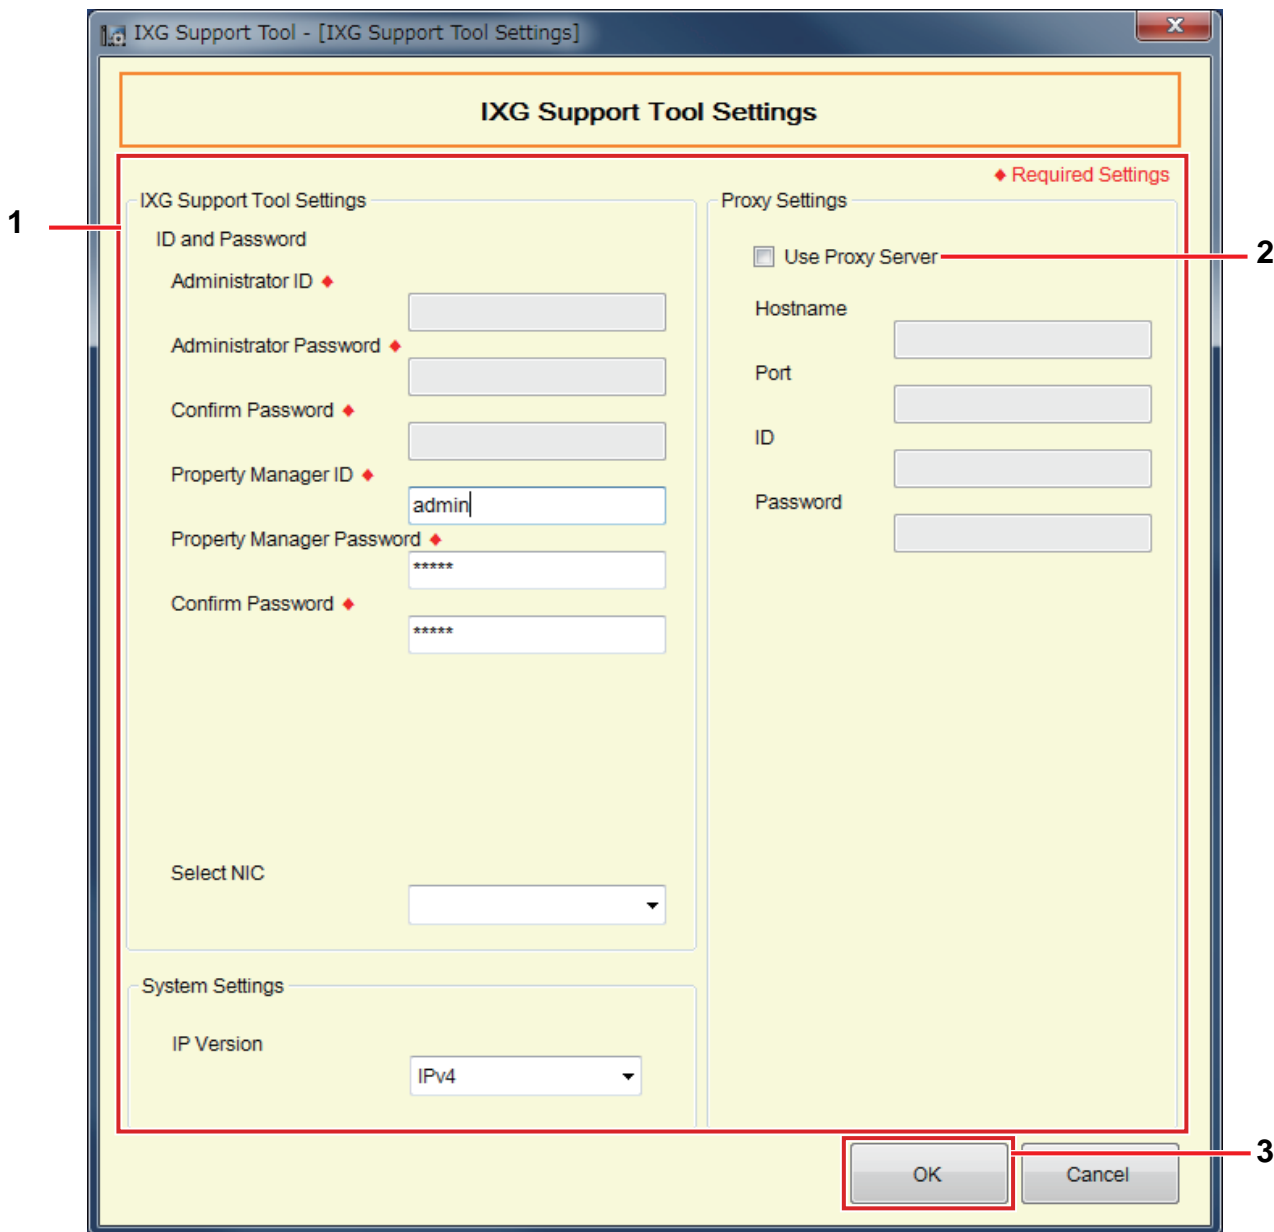 IXG Support Tool - [IXG Support Tool Settings]
IXG Support Tool Settings
♦ Required Settings
1
IXG Support Tool Settings
ID and Password
Administrator ID ♦
Administrator Password ♦
Confirm Password ♦
Property Manager ID ♦
admin
Property Manager Password ♦
*****
Confirm Password ♦
*****
Select NIC
System Settings
IP Version
IPv4
Proxy Settings
Use Proxy Server
2
Hostname
Port
ID
Password
OK
Cancel
3